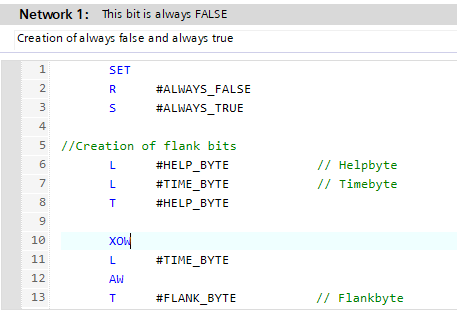 Network 1: This bit is always FALSE
Creation of always false and always true
1 SET
2 R #ALWAYS_FALSE
3 S #ALWAYS_TRUE
4
5 //Creation of flank bits
6 L #HELP_BYTE // Helpbyte
7 L #TIME_BYTE // Timebyte
8 T #HELP_BYTE
9
10 XOW
11 L #TIME_BYTE
12 AW
13 T #FLANK_BYTE // Flankbyte